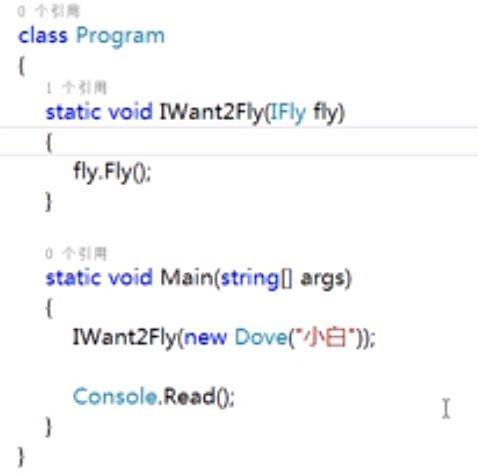 0 个引用
class Program
{
1 个引用
static void IWant2Fly(IFly fly)
{
fly.Fly();
}
0 个引用
static void Main(string[] args)
{
IWant2Fly(new Dove("小白"));
Console.Read();
}
}